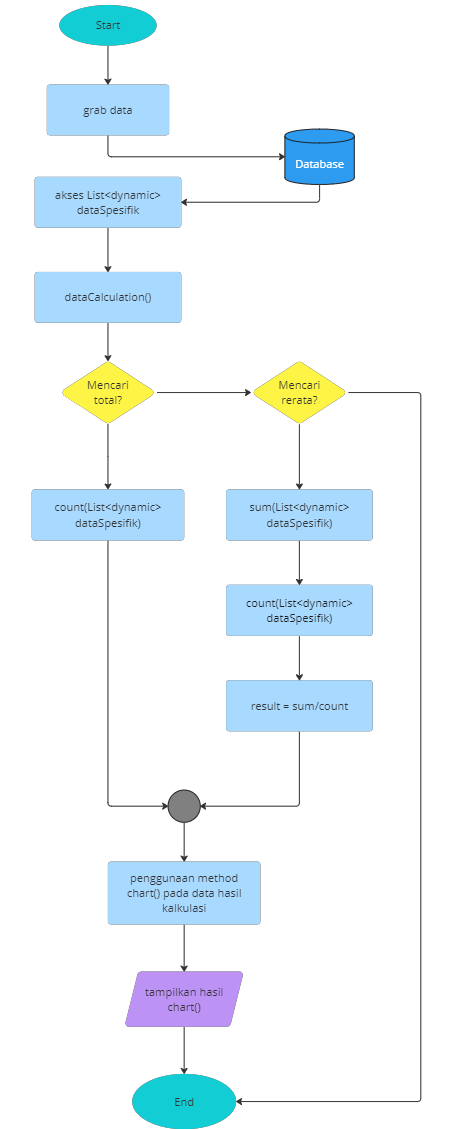 Start
grab data
Database
akses List<dynamic>
dataSpesifik
dataCalculation()
Mencari
total?
Mencari
rerata?
count(List<dynamic>
dataSpesifik)
sum(List<dynamic>
dataSpesifik)
count(List<dynamic>
dataSpesifik)
result = sum/count
penggunaan method
chart() pada data hasil
kalkulasi
tampilkan hasil
chart()
End